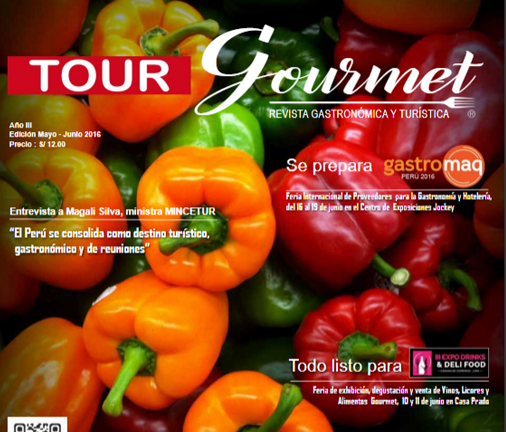 TOUR Gourmet
REVISTA GASTRONÓMICA Y TURÍSTICA ®
Año III
Edición Mayo - Junio 2016
Precio : S/ 12.00
Se prepara gastromaq
PERÚ 2016
Feria Internacional de Proveedores para la Gastronomía y Hotelería,
del 16 al 19 de junio en el Centro de Exposiciones Jockey
Entrevista a Magali Silva, ministra MINCETUR
“El Perú se consolida como destino turístico,
gastronómico y de reuniones”
Todo listo para III EXPO DRINKS
& DELI FOOD
Feria de exhibición, degustación y venta de Vinos, Licores y
Alimentos Gourmet, 10 y 11 de junio en Casa Prado